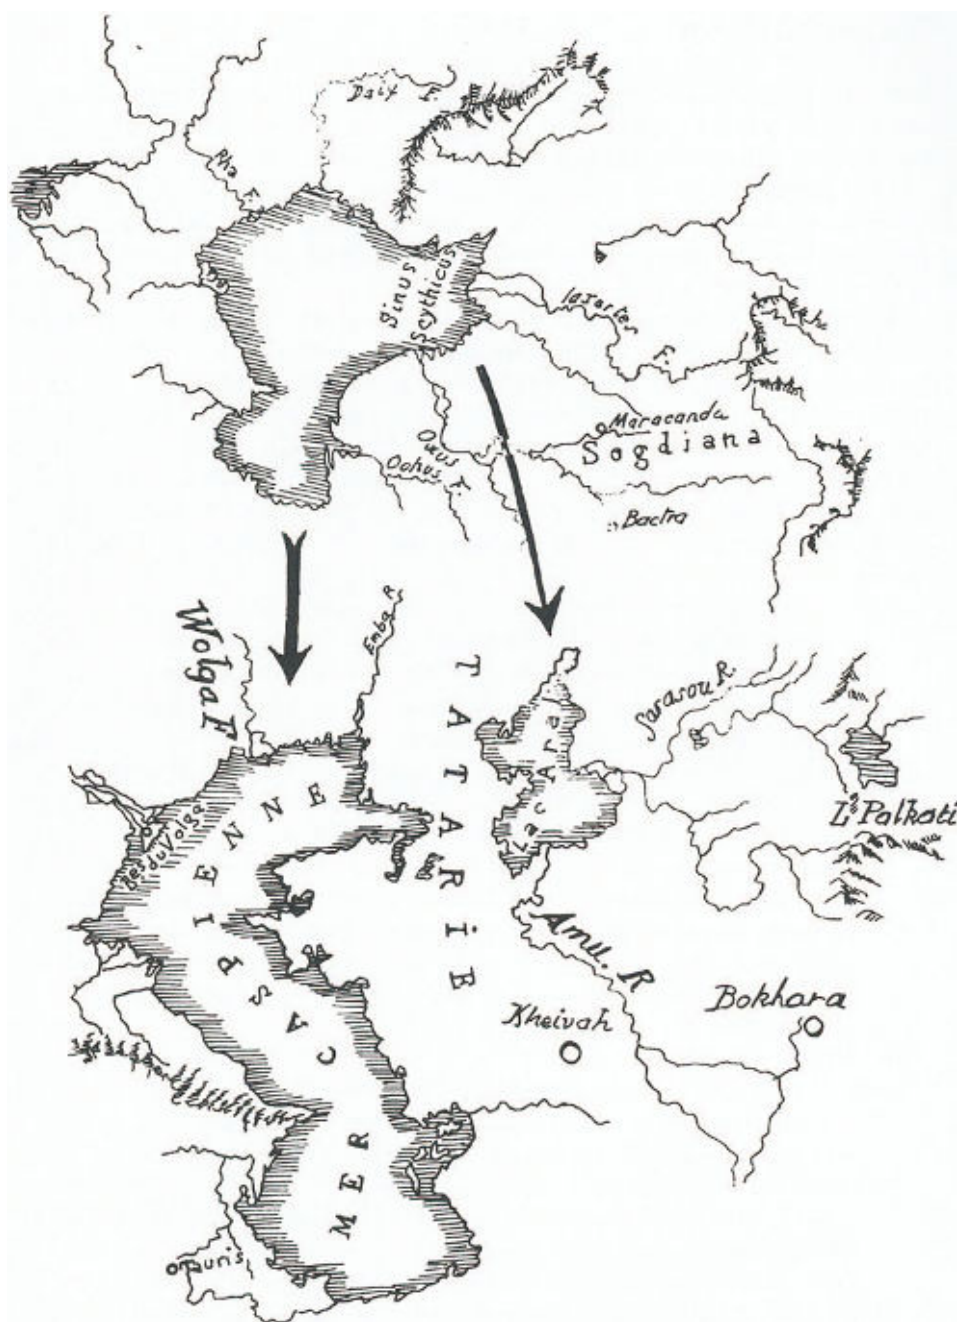 Daix F.
Rha F.
Sinus
Scythicus
Iaxartes F.
Maracanda
Sogdiana
Oxus
Ochus F.
Bactra
Wolga F
Emba R
TATARiE
Lac Aral
Sarasou R.
L. Palkati
Bokhara
Amu. R
Kheivah
MER CASPIENNE
Tauris